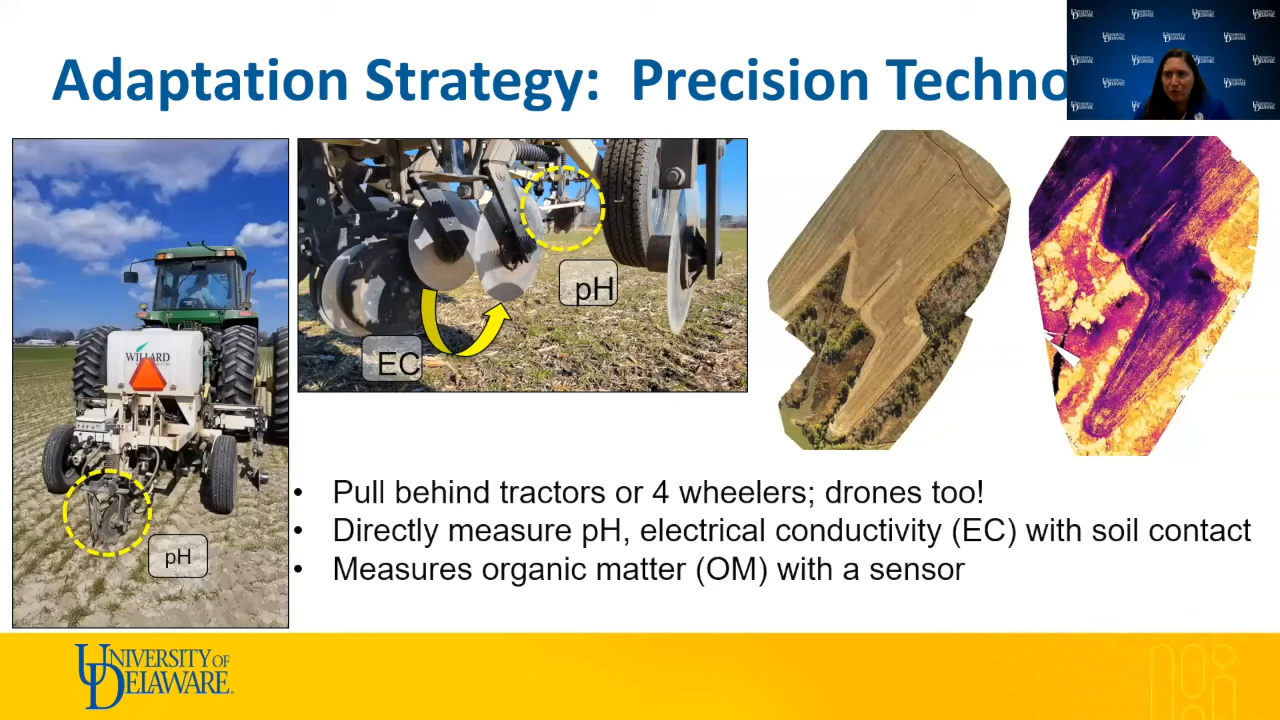 Adaptation Strategy: Precision Techno
WILLARD
pH
EC
pH
• Pull behind tractors or 4 wheelers; drones too!
• Directly measure pH, electrical conductivity (EC) with soil contact
• Measures organic matter (OM) with a sensor
UNIVERSITY OF
DELAWARE